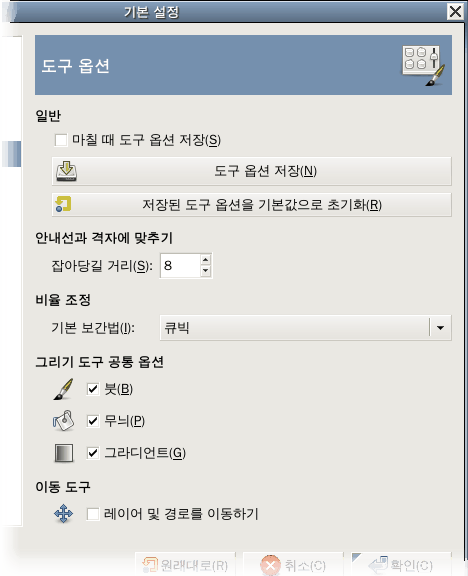 기본 설정
도구 옵션
일반
마칠 때 도구 옵션 저장(S)
도구 옵션 저장(N)
저장된 도구 옵션을 기본값으로 초기화(R)
안내선과 격자에 맞추기
잡아당길 거리(S): 8
비율 조정
기본 보간법(I): 큐빅
그리기 도구 공통 옵션
붓(B)
무늬(P)
그라디언트(G)
이동 도구
레이어 및 경로를 이동하기
원래대로(R) 취소(C) 확인(O)